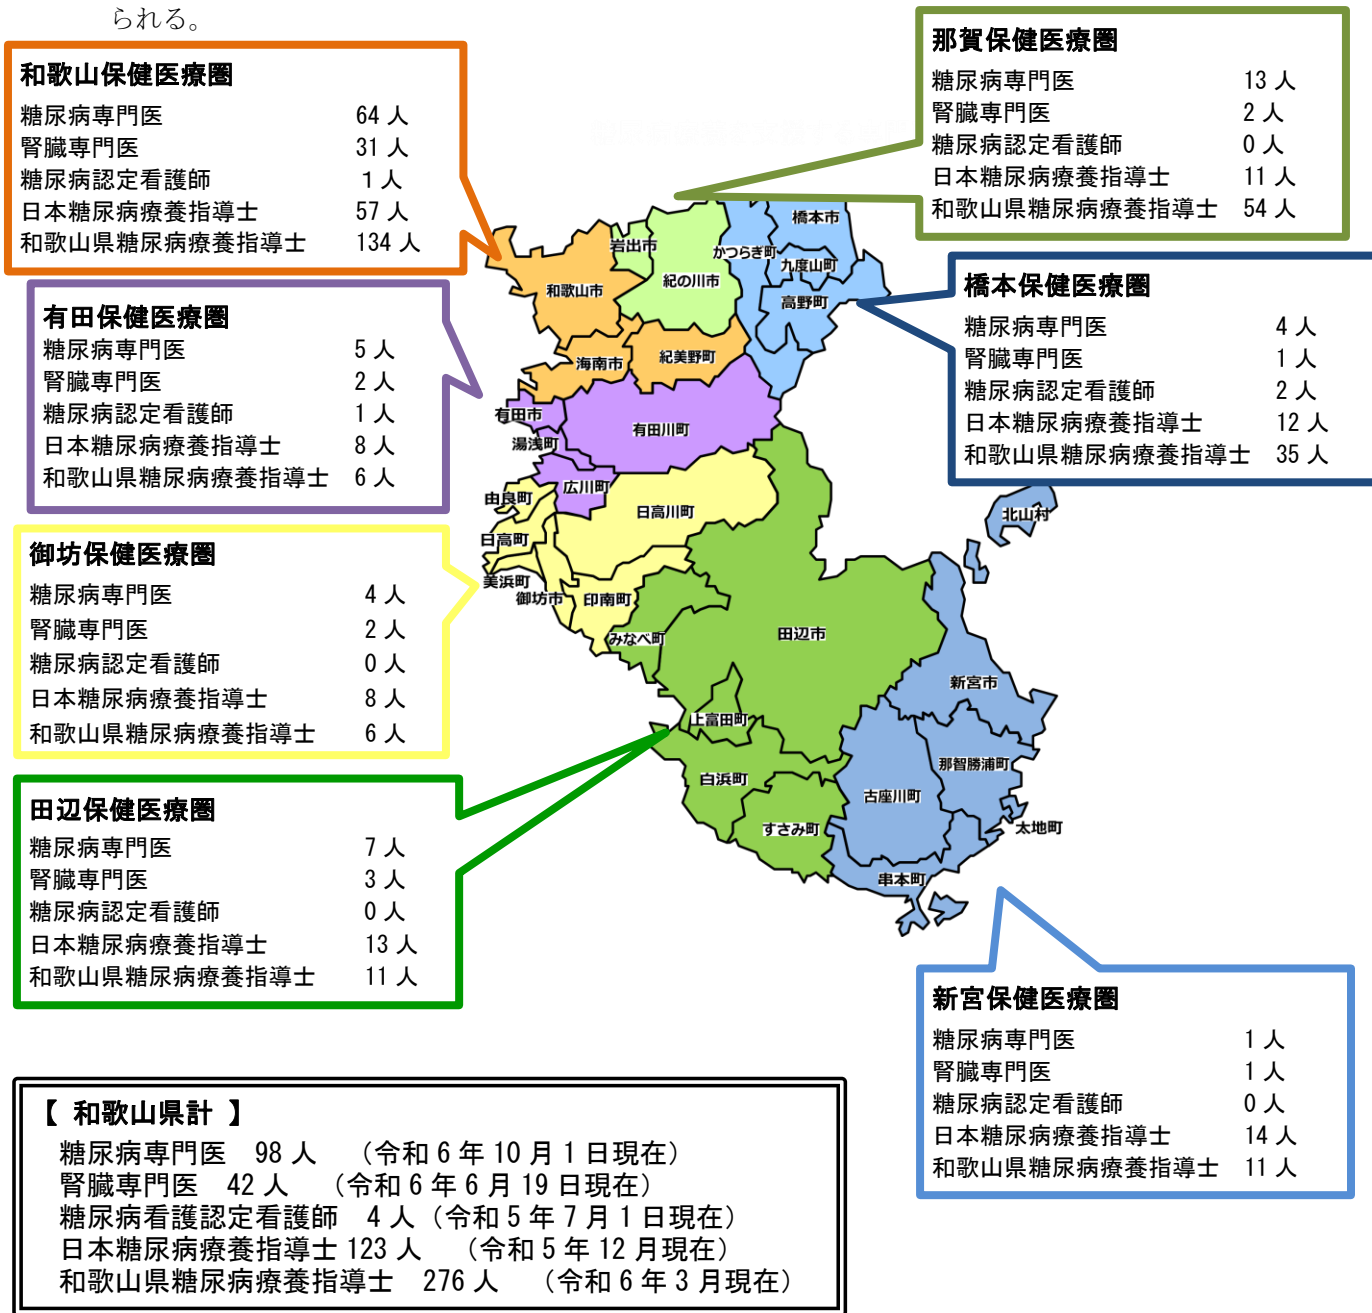 られる。
和歌山保健医療圏
糖尿病専門医 64 人
腎臓専門医 31 人
糖尿病認定看護師 1 人
日本糖尿病療養指導士 57 人
和歌山県糖尿病療養指導士 134 人
那賀保健医療圏
糖尿病専門医 13 人
腎臓専門医 2 人
糖尿病認定看護師 0 人
日本糖尿病療養指導士 11 人
和歌山県糖尿病療養指導士 54 人
有田保健医療圏
糖尿病専門医 5 人
腎臓専門医 2 人
糖尿病認定看護師 1 人
日本糖尿病療養指導士 8 人
和歌山県糖尿病療養指導士 6 人
橋本保健医療圏
糖尿病専門医 4 人
腎臓専門医 1 人
糖尿病認定看護師 2 人
日本糖尿病療養指導士 12 人
和歌山県糖尿病療養指導士 35 人
御坊保健医療圏
糖尿病専門医 4 人
腎臓専門医 2 人
糖尿病認定看護師 0 人
日本糖尿病療養指導士 8 人
和歌山県糖尿病療養指導士 6 人
田辺保健医療圏
糖尿病専門医 7 人
腎臓専門医 3 人
糖尿病認定看護師 0 人
日本糖尿病療養指導士 13 人
和歌山県糖尿病療養指導士 11 人
新宮保健医療圏
糖尿病専門医 1 人
腎臓専門医 1 人
糖尿病認定看護師 0 人
日本糖尿病療養指導士 14 人
和歌山県糖尿病療養指導士 11 人
橋本市
岩出市
かつらぎ町
九度山町
紀の川市
和歌山市
高野町
海南市
紀美野町
有田市
有田川町
湯浅町
広川町
由良町
日高川町
北山村
日高町
美浜町
御坊市
印南町
みなべ町
田辺市
新宮市
上富田町
那智勝浦町
白浜町
古座川町
すさみ町
太地町
串本町
【 和歌山県計 】
糖尿病専門医 98 人 （令和 6 年 10 月 1 日現在）
腎臓専門医 42 人 （令和 6 年 6 月 19 日現在）
糖尿病看護認定看護師 4 人（令和 5 年 7 月 1 日現在）
日本糖尿病療養指導士 123 人 （令和 5 年 12 月現在）
和歌山県糖尿病療養指導士 276 人 （令和 6 年 3 月現在）